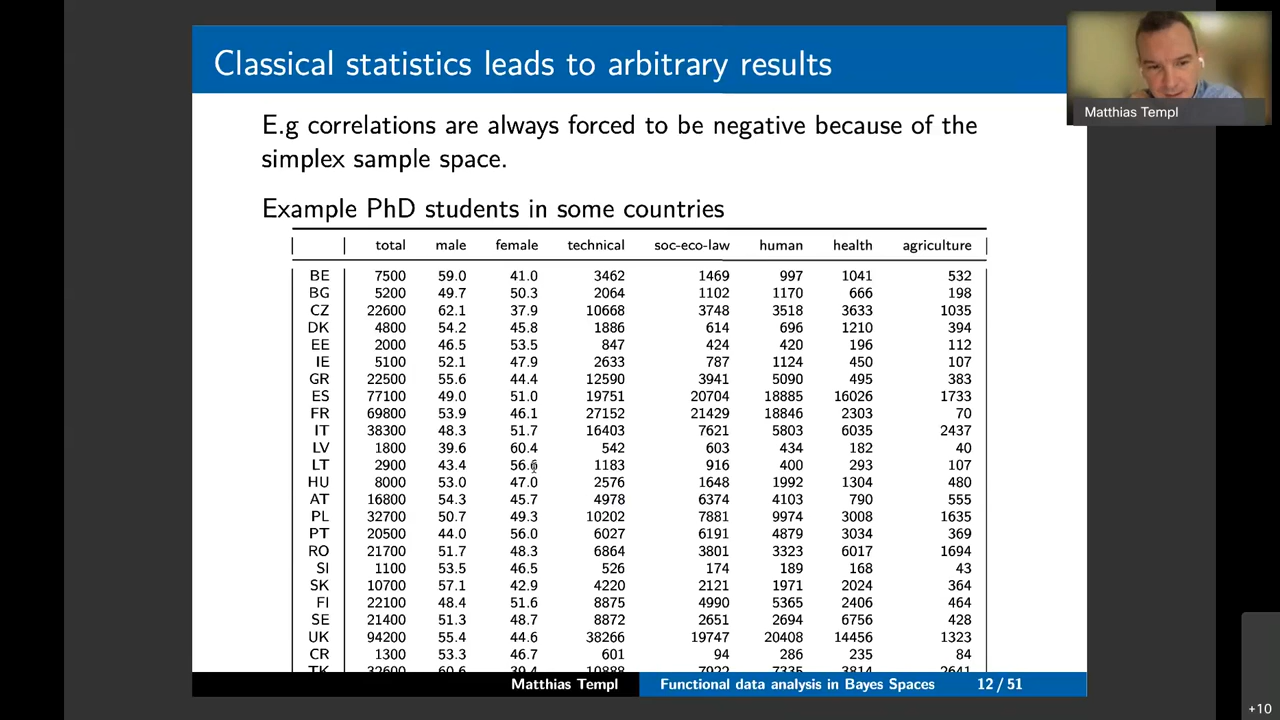 Classical statistics leads to arbitrary results
Matthias Templ
E.g correlations are always forced to be negative because of the
simplex sample space.
Example PhD students in some countries
total male female technical soc-eco-law human health agriculture
BE 7500 59.0 41.0 3462 1469 997 1041 532
BG 5200 49.7 50.3 2064 1102 1170 666 198
CZ 22600 62.1 37.9 10668 3748 3518 3633 1035
DK 4800 54.2 45.8 1886 614 696 1210 394
EE 2000 46.5 53.5 847 424 420 196 112
IE 5100 52.1 47.9 2633 787 1124 450 107
GR 22500 55.6 44.4 12590 3941 5090 495 383
ES 77100 49.0 51.0 19751 20704 18885 16026 1733
FR 69800 53.9 46.1 27152 21429 18846 2303 70
IT 38300 48.3 51.7 16403 7621 5803 6035 2437
LV 1800 39.6 60.4 542 603 434 182 40
LT 2900 43.4 56.6 1183 916 400 293 107
HU 8000 53.0 47.0 2576 1648 1992 1304 480
AT 16800 54.3 45.7 4978 6374 4103 790 555
PL 32700 50.7 49.3 10202 7881 9974 3008 1635
PT 20500 44.0 56.0 6027 6191 4879 3034 369
RO 21700 51.7 48.3 6864 3801 3323 6017 1694
SI 1100 53.5 46.5 526 174 189 168 43
SK 10700 57.1 42.9 4220 2121 1971 2024 364
FI 22100 48.4 51.6 8875 4990 5365 2406 464
SE 21400 51.3 48.7 8872 2651 2694 6756 428
UK 94200 55.4 44.6 38266 19747 20408 14456 1323
CR 1300 53.3 46.7 601 94 286 235 84
TK 32600 60.6 39.4 10888 7922 7335 3814 2641
Matthias Templ Functional data analysis in Bayes Spaces 12 / 51
+10